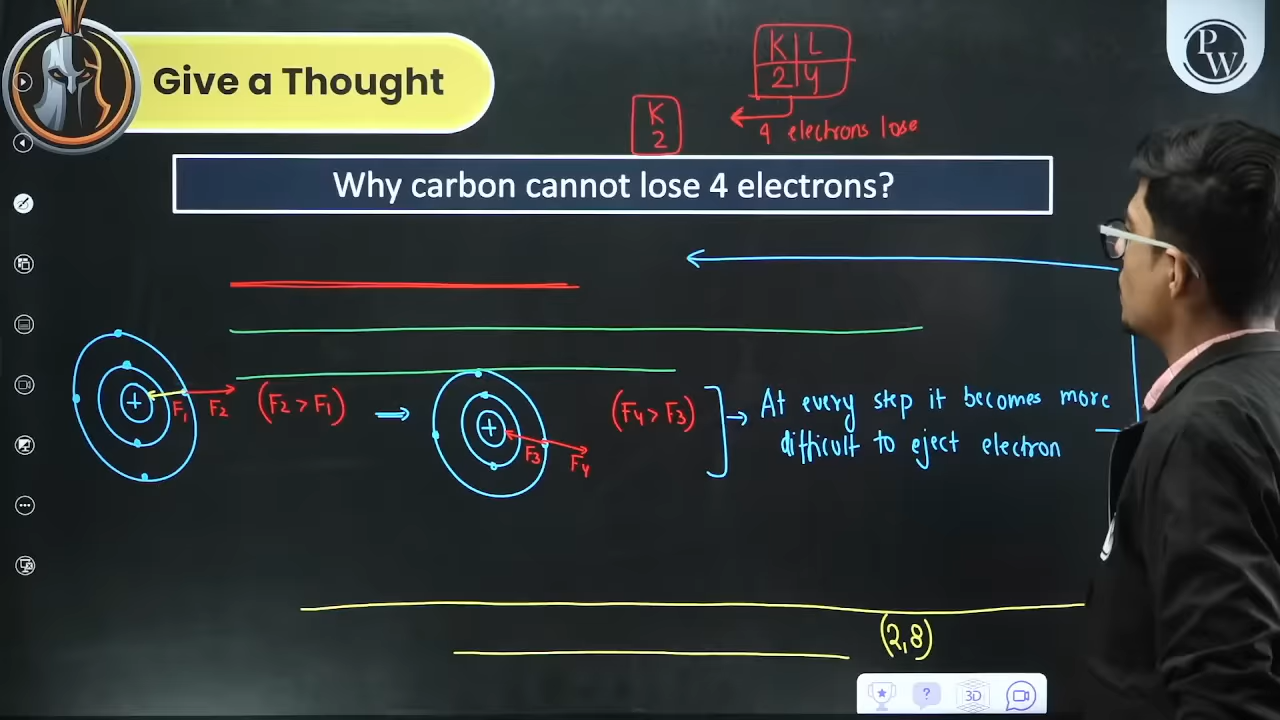 Give a Thought
K L
2 4
4 electrons lose
K
2
PW
Why carbon cannot lose 4 electrons?
+ F₁ F₂ (F₂ > F₁) ⇒ + F₃ F₄ (F₄ > F₃) → At every step it becomes more
difficult to eject electron
(2,8)
?
3D